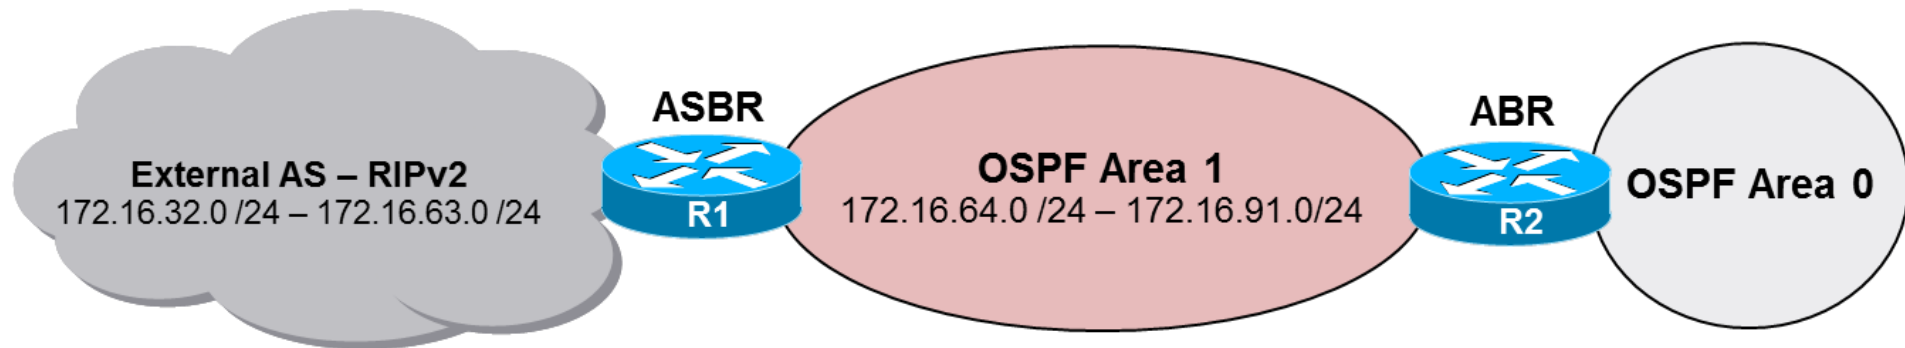 External AS – RIPv2
172.16.32.0 /24 – 172.16.63.0 /24
ASBR
R1
OSPF Area 1
172.16.64.0 /24 – 172.16.91.0/24
ABR
R2
OSPF Area 0